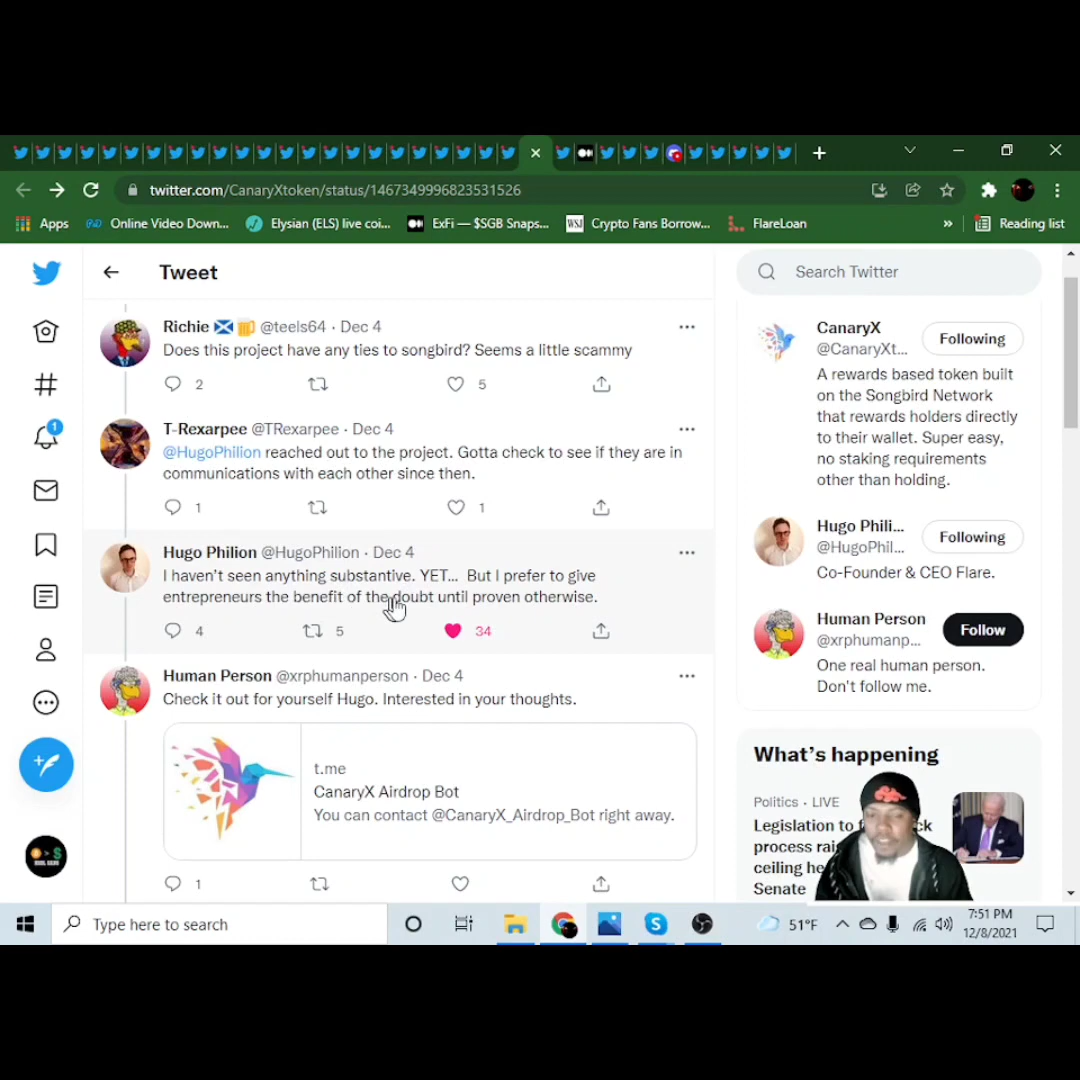 twitter.com/CanaryXtoken/status/1467349996823531526
Apps
Online Video Down...
Elysian (ELS) live coi...
ExFi — $SGB Snaps...
WSJ
Crypto Fans Borrow...
FlareLoan
»
Reading list
Tweet
Search Twitter
Richie @teels64 · Dec 4
Does this project have any ties to songbird? Seems a little scammy
2
5
T-Rexarpee @TRexarpee · Dec 4
@HugoPhilion reached out to the project. Gotta check to see if they are in
communications with each other since then.
1
1
Hugo Philion @HugoPhilion · Dec 4
I haven't seen anything substantive. YET... But I prefer to give
entrepreneurs the benefit of the doubt until proven otherwise.
4
5
34
Human Person @xrphumanperson · Dec 4
Check it out for yourself Hugo. Interested in your thoughts.
t.me
CanaryX Airdrop Bot
You can contact @CanaryX_Airdrop_Bot right away.
1
1
CanaryX
@CanaryXt...
Following
A rewards based token built
on the Songbird Network
that rewards holders directly
to their wallet. Super easy,
no staking requirements
other than holding.
Hugo Phili...
@HugoPhil...
Following
Co-Founder & CEO Flare.
Human Person
@xrphumanp...
Follow
One real human person.
Don't follow me.
What's happening
Politics · LIVE
Legislation to
ck
process
ceiling
Senate
Type here to search
51°F
7:51 PM
12/8/2021